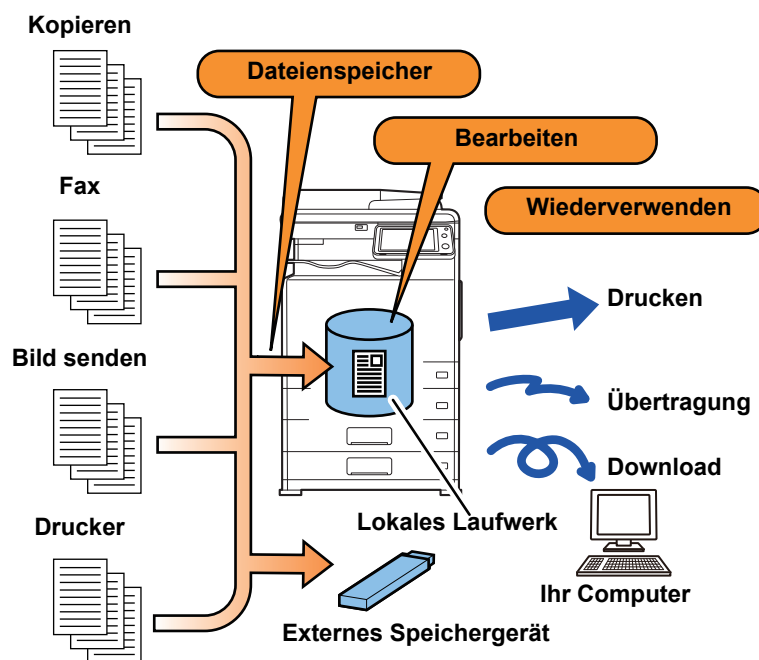 Kopieren
Dateienspeicher
Bearbeiten
Fax
Wiederverwenden
Drucken
Bild senden
Übertragung
Download
Lokales Laufwerk
Drucker
Ihr Computer
Externes Speichergerät